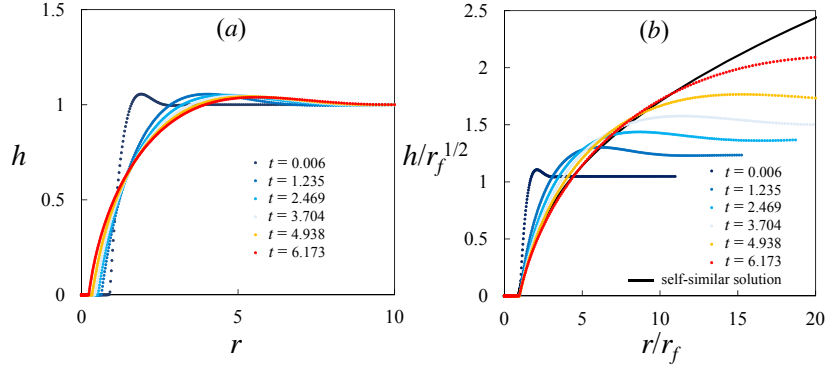 (a)
1.5
1
0.5
0
h
t = 0.006
t = 1.235
t = 2.469
t = 3.704
t = 4.938
t = 6.173
0 5 10
r
(b)
2.5
2
1.5
1
0.5
0
h/r_f^{1/2}
t = 0.006
t = 1.235
t = 2.469
t = 3.704
t = 4.938
t = 6.173
self-similar solution
0 5 10 15 20
r/r_f